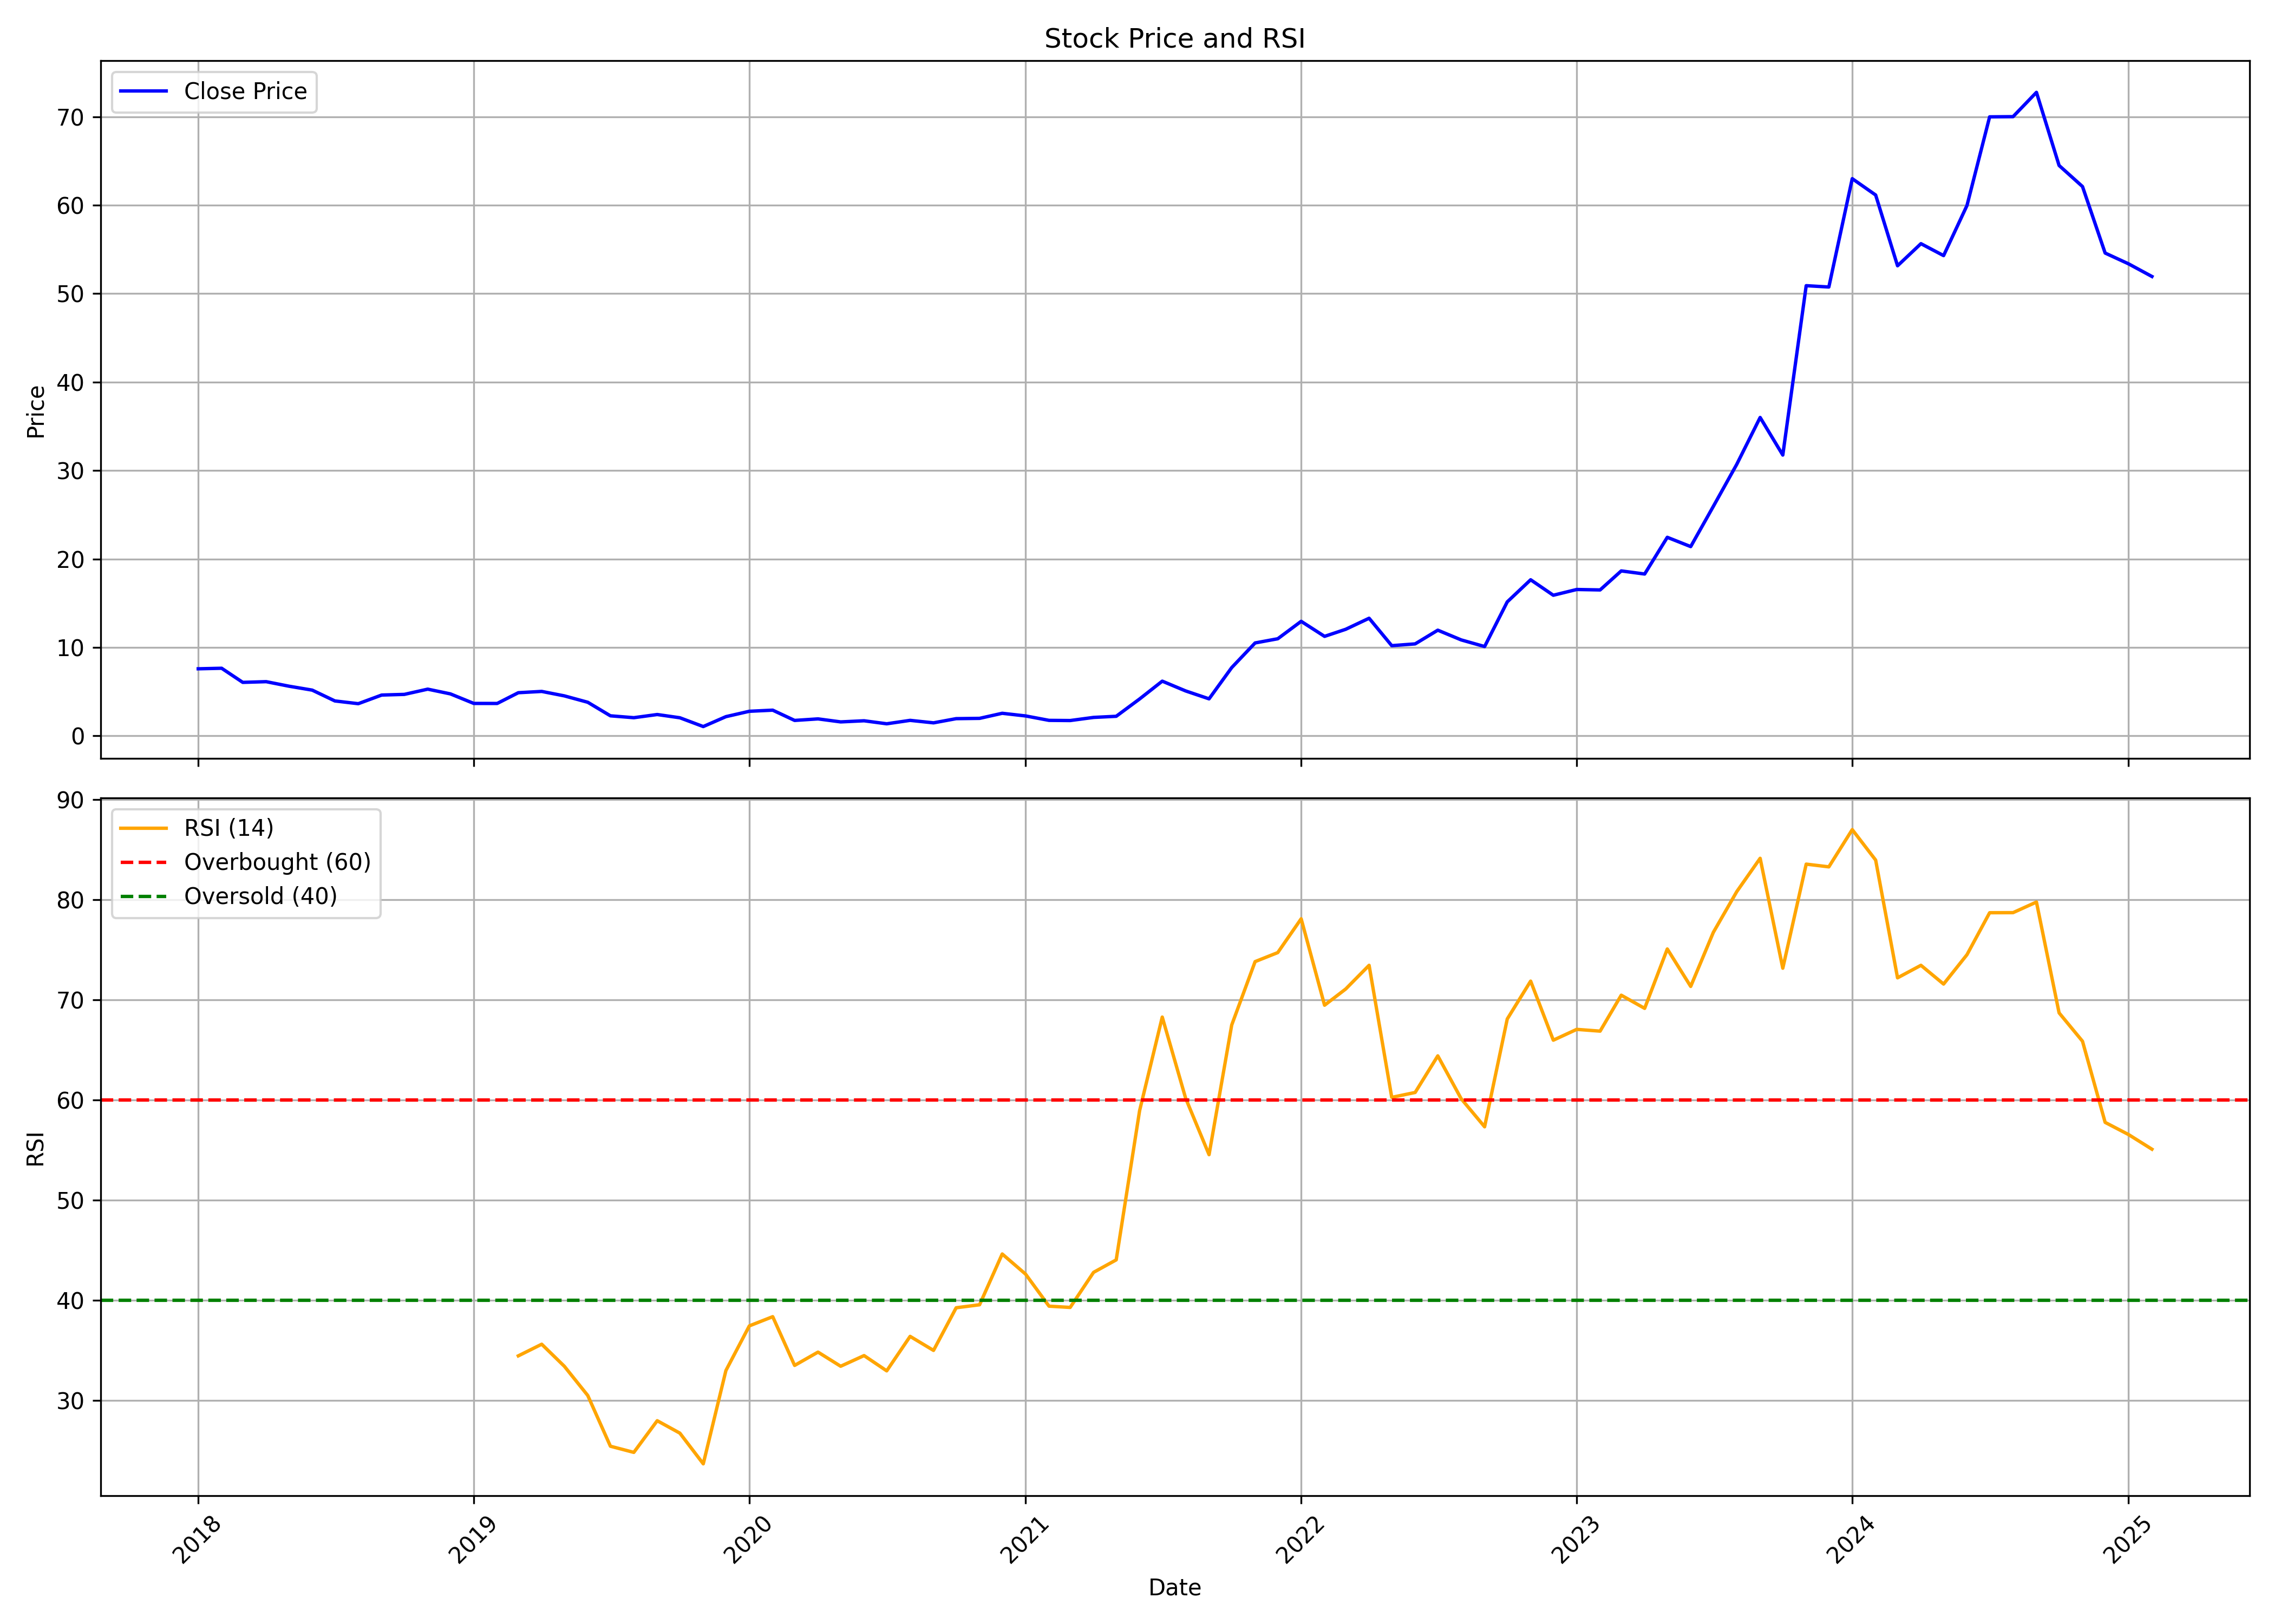 Stock Price and RSI
Close Price
70
60
50
40
30
20
10
0
Price
90
80
70
60
50
40
30
RSI (14)
Overbought (60)
Oversold (40)
RSI
2018
2019
2020
2021
2022
2023
2024
2025
Date